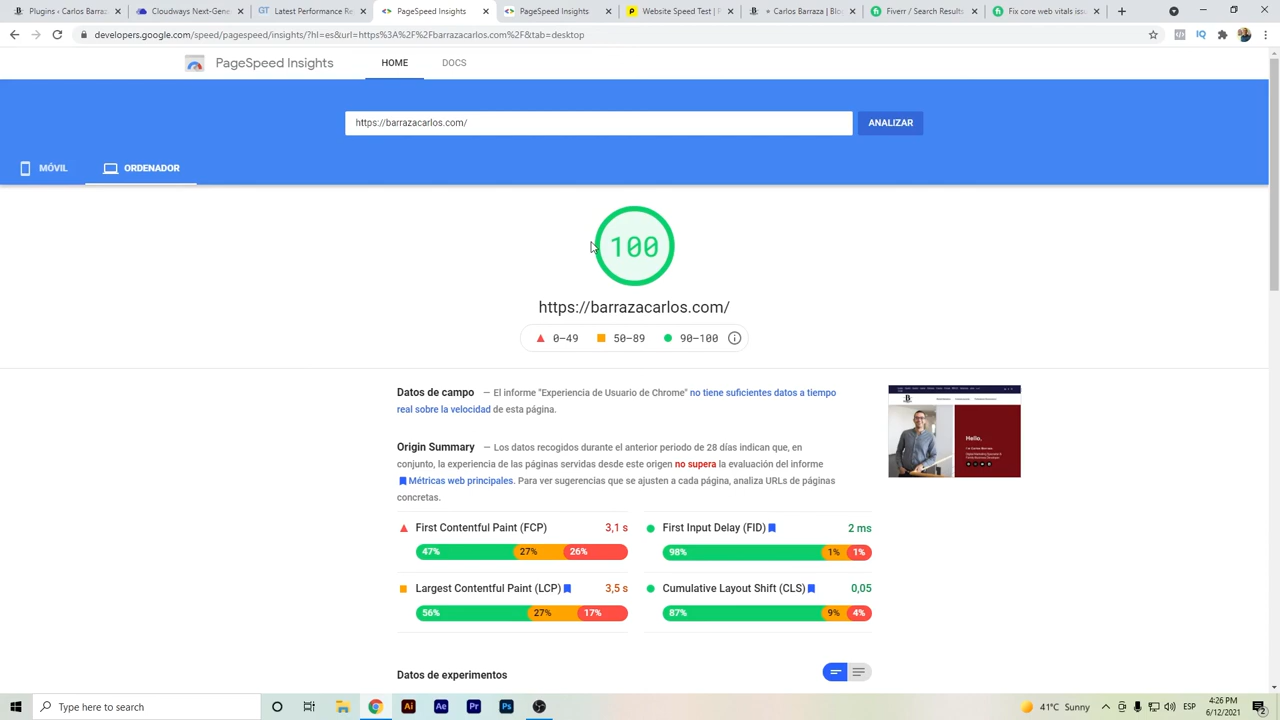 Plugins ‹ Carlos Barraz
Cloudways NextGene
Latest Performance Re
PageSpeed Insights
PageSpeed Insights
Website Speed Test | P
Carlos Barraza | Blo
Fiverr / Search Results
Fix core web vitals issu
developers.google.com/speed/pagespeed/insights/?hl=es&url=https%3A%2F%2Fbarrazacarlos.com%2F&tab=desktop
PageSpeed Insights
HOME
DOCS
https://barrazacarlos.com/
ANALIZAR
MÓVIL
ORDENADOR
100
https://barrazacarlos.com/
0–49
50–89
90–100
Datos de campo — El informe "Experiencia de Usuario de Chrome" no tiene suficientes datos a tiempo
real sobre la velocidad de esta página.
Origin Summary — Los datos recogidos durante el anterior periodo de 28 días indican que, en
conjunto, la experiencia de las páginas servidas desde este origen no supera la evaluación del informe
Métricas web principales. Para ver sugerencias que se ajusten a cada página, analiza URLs de páginas
concretas.
Hello,
First Contentful Paint (FCP) 3,1 s
47% 27% 26%
First Input Delay (FID) 2 ms
98% 1% 1%
Largest Contentful Paint (LCP) 3,5 s
56% 27% 17%
Cumulative Layout Shift (CLS) 0,05
87% 9% 4%
Datos de experimentos
Type here to search
Ai
Ae
Pr
Ps
41°C Sunny
ESP
4:26 PM
6/12/2021
2